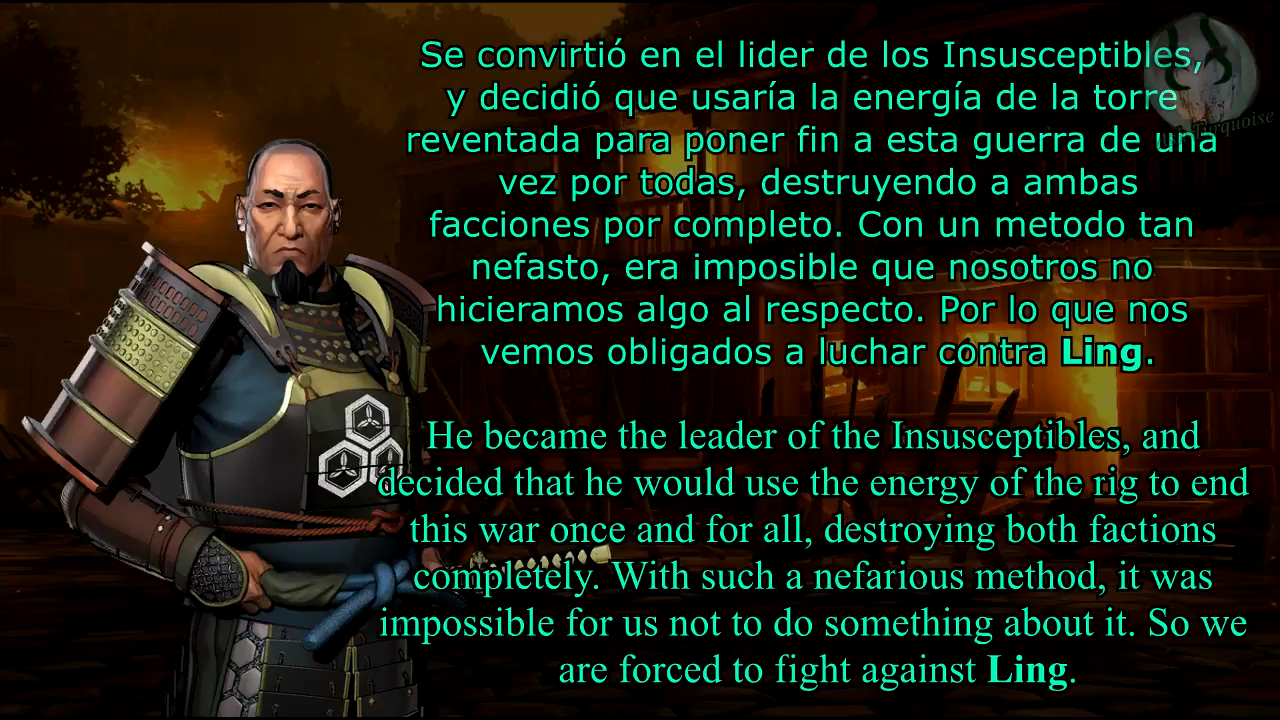 Se convirtió en el lider de los Insusceptibles,
y decidió que usaría la energía de la torre
reventada para poner fin a esta guerra de una
vez por todas, destruyendo a ambas
facciones por completo. Con un metodo tan
nefasto, era imposible que nosotros no
hicieramos algo al respecto. Por lo que nos
vemos obligados a luchar contra Ling.
He became the leader of the Insusceptibles, and
decided that he would use the energy of the rig to end
this war once and for all, destroying both factions
completely. With such a nefarious method, it was
impossible for us not to do something about it. So we
are forced to fight against Ling.